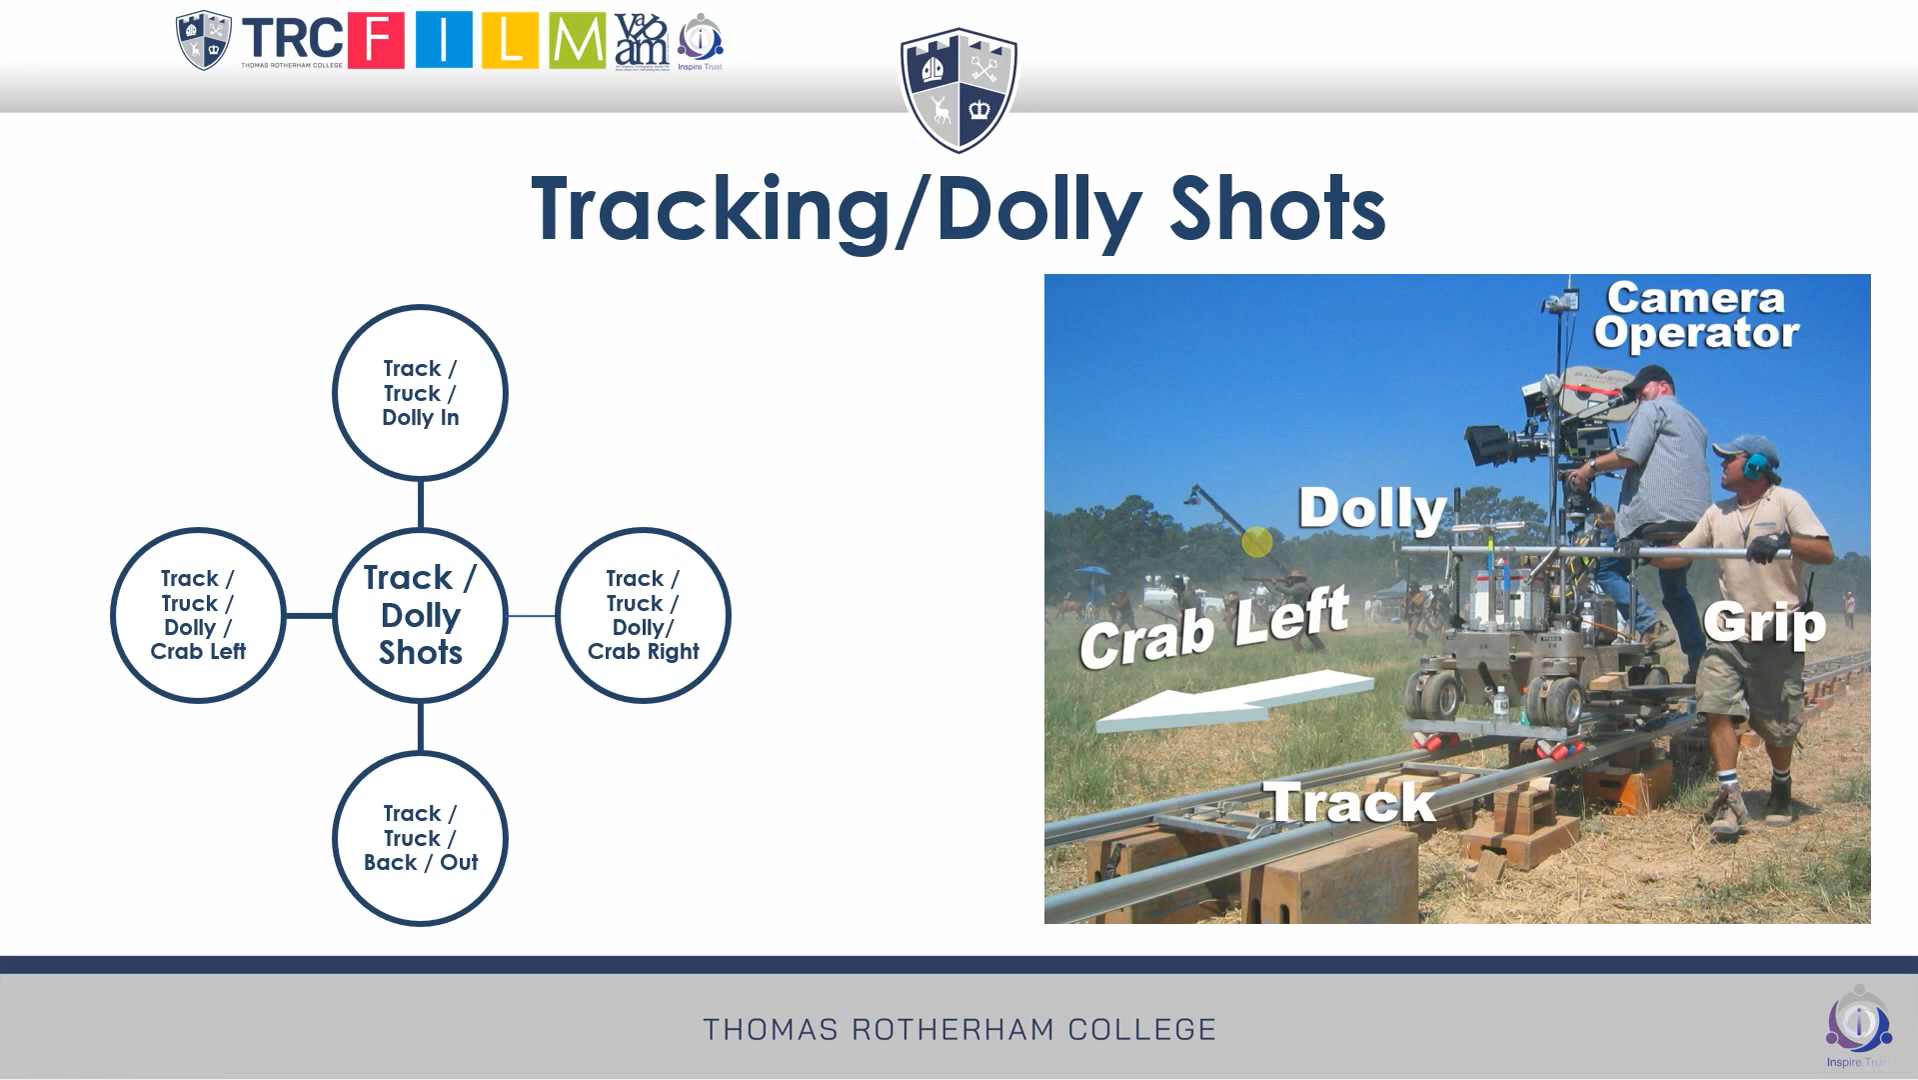 TRC FILM
THOMAS ROTHERHAM COLLEGE
Inspire Trust
Tracking/Dolly Shots
Track /
Truck /
Dolly In
Track /
Truck /
Dolly /
Crab Left
Track /
Dolly
Shots
Track /
Truck /
Dolly/
Crab Right
Track /
Truck /
Back / Out
Camera
Operator
Dolly
Crab Left
Grip
Track
THOMAS ROTHERHAM COLLEGE
Inspire Trust